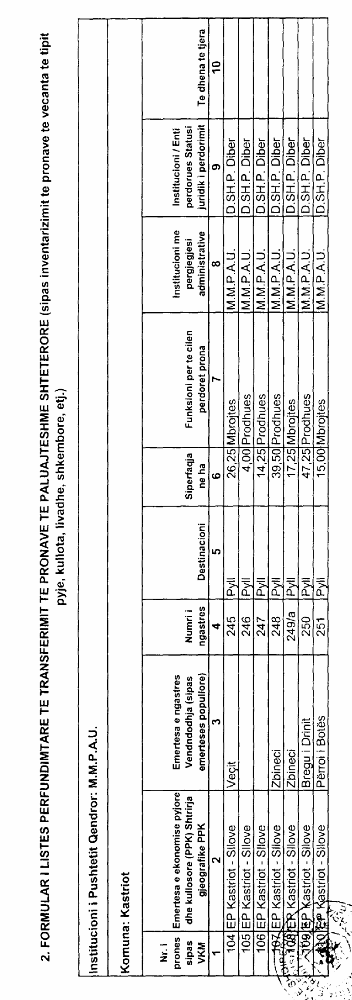 2. FORMULAR I LISTES PERFUNDIMTARE TE TRANSFERIMIT TE PRONAVE TE PALUAJTESHME SHTETERORE (sipas inventarizimit te pronave te vecanta te tipit
pyje, kullota, livadhe, shkembore, etj.)
Institucioni i Pushtetit Qendror: M.M.P.A.U.
Komuna: Kastriot
Nr. i prones sipas VKM | Emertesa e ekonomise pyjore dhe kullosore (PPK) Shtrirja gjeografike PPK | Emertesa e ngastres Vendndodhja (sipas emerteses popullore) | Numri i ngastres | Destinacioni | Siperfaqja ne ha | Funksioni per te cilen perdoret prona | Institucioni me pergjegjesi administrative | Institucioni / Enti perdorues Statusi juridik i perdorimit | Te dhena te tjera
1 | 2 | 3 | 4 | 5 | 6 | 7 | 8 | 9 | 10
104 | EP Kastriot - Sllove | Veçit | 245 | Pyll | 26,25 | Mbrojtes | M.M.P.A.U. | D.SH.P. Diber
105 | EP Kastriot - Sllove | 246 | Pyll | 4,00 | Prodhues | M.M.P.A.U. | D.SH.P. Diber
106 | EP Kastriot - Sllove | 247 | Pyll | 14,25 | Prodhues | M.M.P.A.U. | D.SH.P. Diber
107 | EP Kastriot - Sllove | Zbineci | 248 | Pyll | 39,50 | Prodhues | M.M.P.A.U. | D.SH.P. Diber
108 | EP Kastriot - Sllove | Zbineci | 249/a | Pyll | 17,25 | Mbrojtes | M.M.P.A.U. | D.SH.P. Diber
109 | EP Kastriot - Sllove | Bregu i Drinit | 250 | Pyll | 47,25 | Prodhues | M.M.P.A.U. | D.SH.P. Diber
110 | EP Kastriot - Sllove | Përroi i Botës | 251 | Pyll | 15,00 | Mbrojtes | M.M.P.A.U. | D.SH.P. Diber